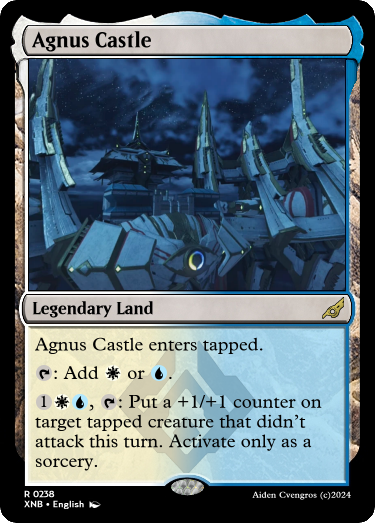 Agnus Castle
Legendary Land
Agnus Castle enters tapped.
: Add or .
1 , : Put a +1/+1 counter on
target tapped creature that didn't
attack this turn. Activate only as a
sorcery.
R 0238
XNB • English
Aiden Cvengros (c)2024